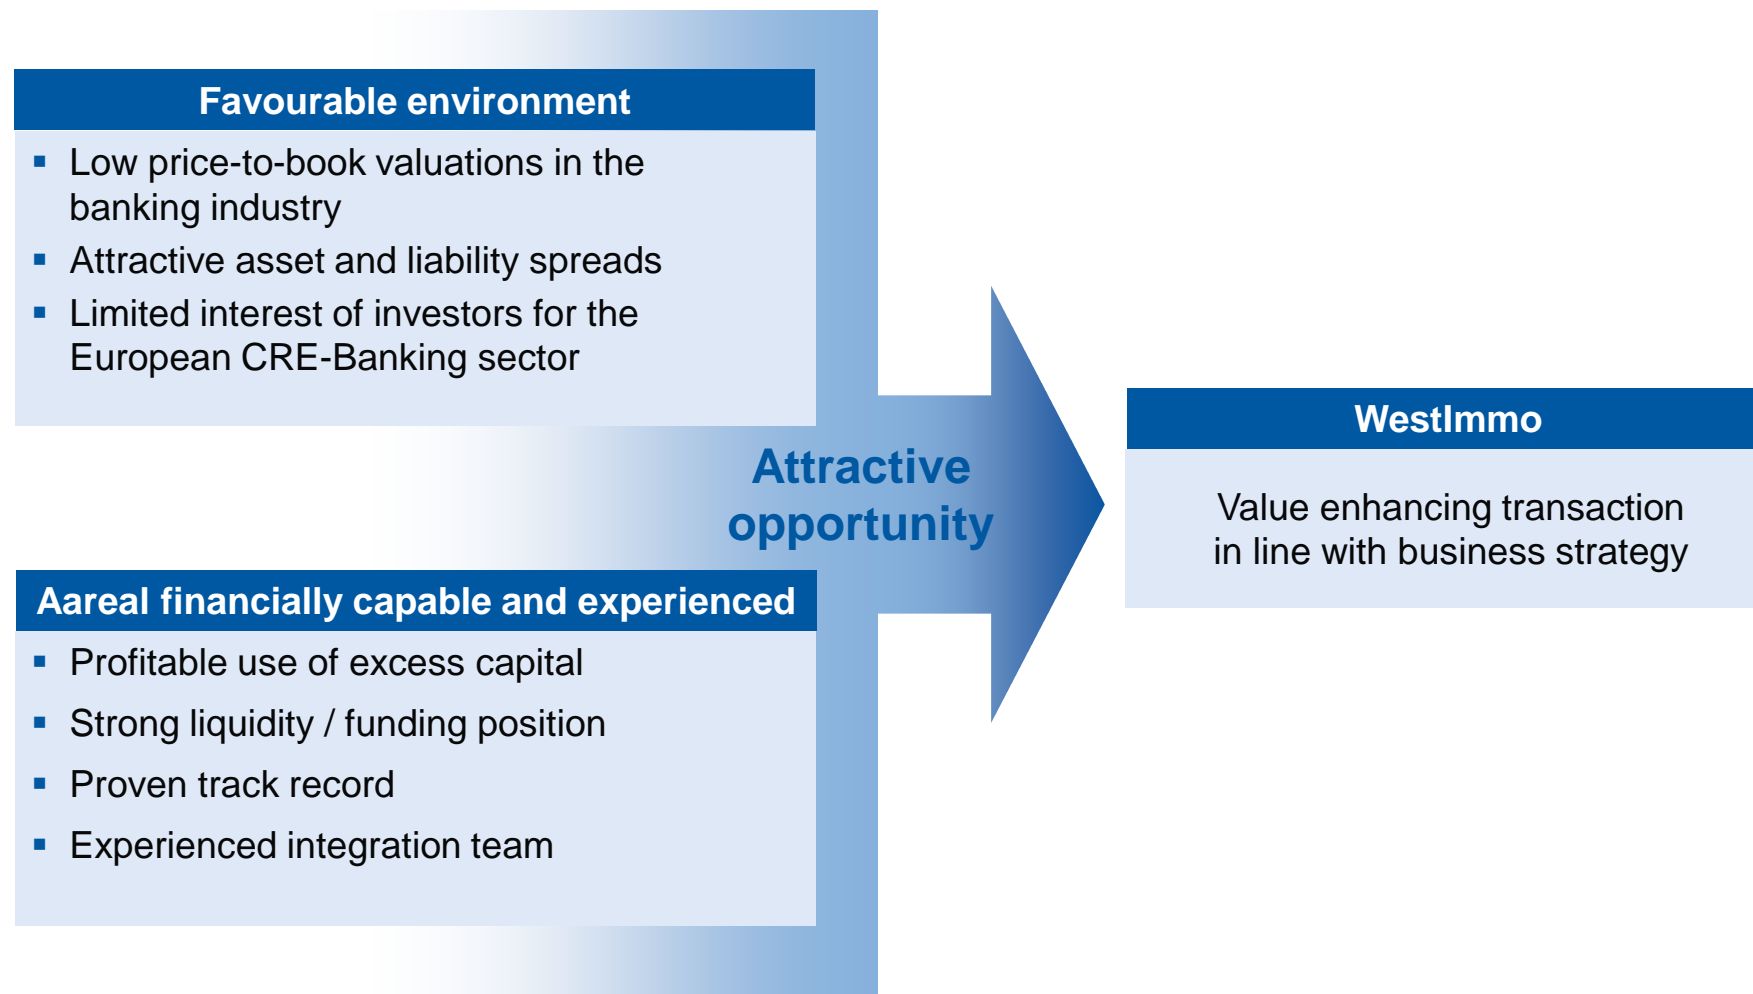 Favourable environment
Low price-to-book valuations in the
banking industry
Attractive asset and liability spreads
Limited interest of investors for the
European CRE-Banking sector
Attractive
opportunity
Aareal financially capable and experienced
Profitable use of excess capital
Strong liquidity / funding position
Proven track record
Experienced integration team
WestImmo
Value enhancing transaction
in line with business strategy